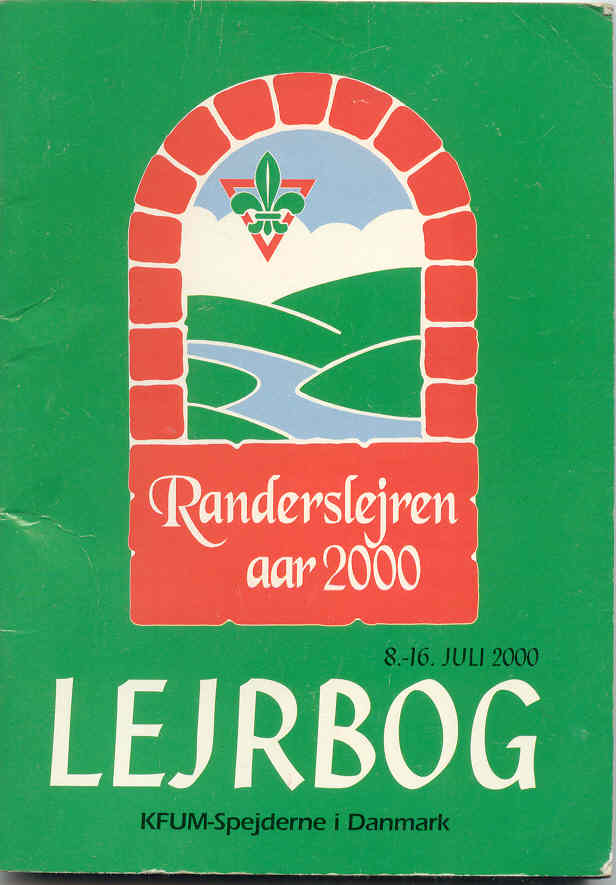 Randerslejren
aar 2000
8.-16. JULI 2000
LEJRBOG
KFUM-Spejderne i Danmark